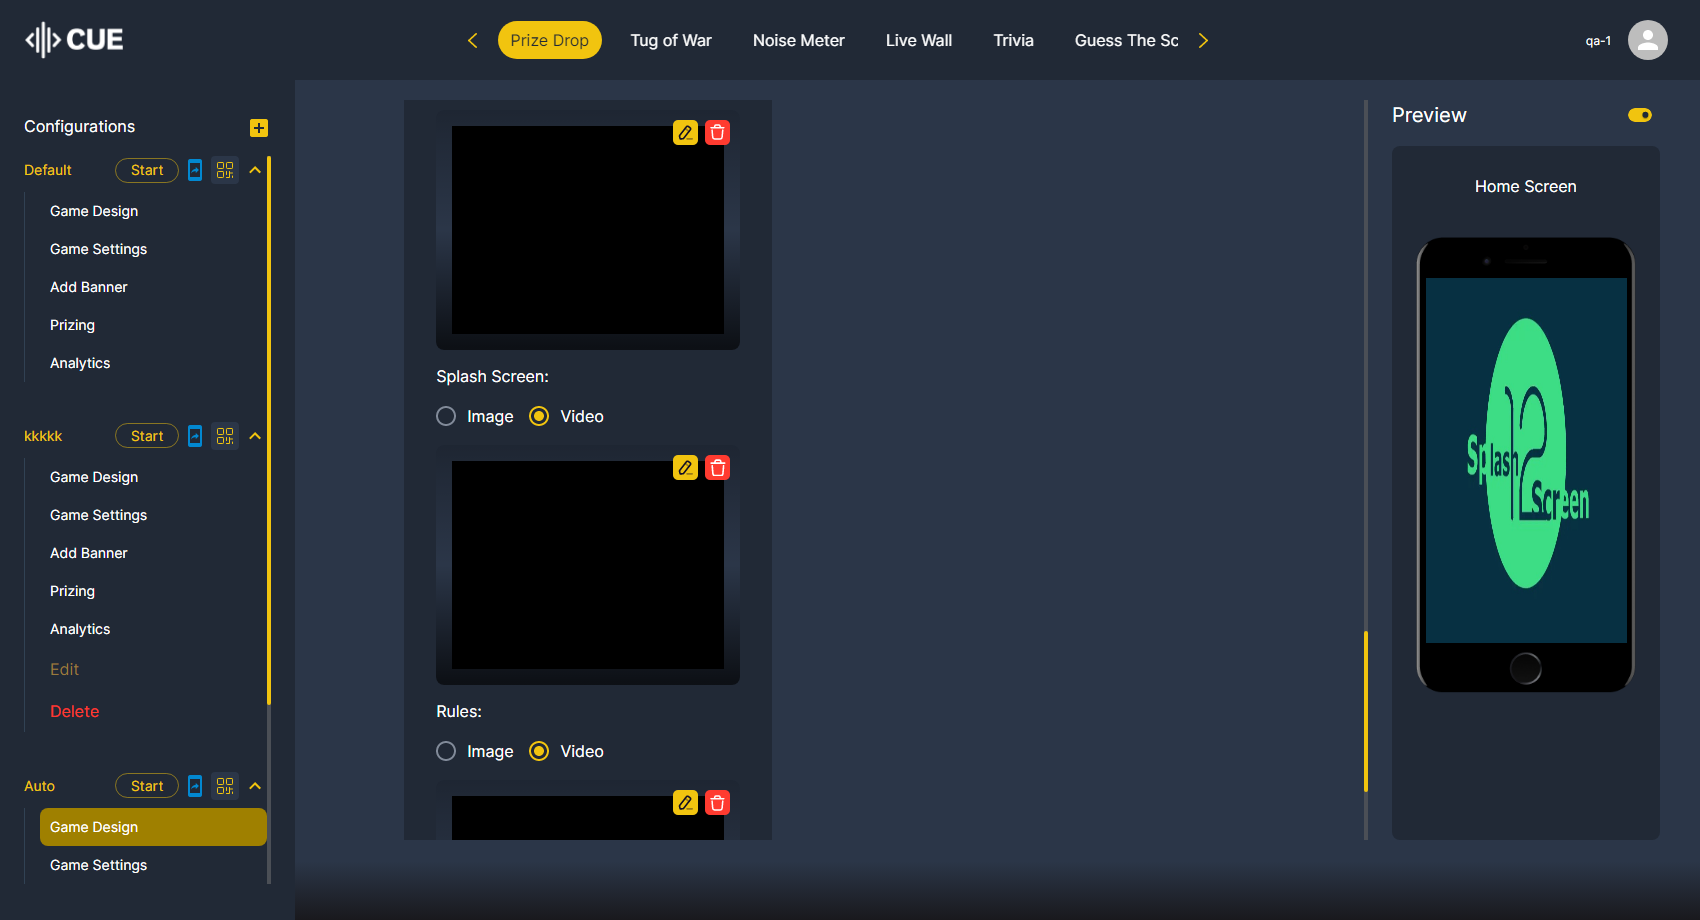 CUE
Prize Drop
Tug of War
Noise Meter
Live Wall
Trivia
Guess The Sc
qa-1
Configurations
Default
Start
Game Design
Game Settings
Add Banner
Prizing
Analytics
kkkkk
Start
Game Design
Game Settings
Add Banner
Prizing
Analytics
Edit
Delete
Auto
Start
Game Design
Game Settings
Splash Screen:
Image
Video
Rules:
Image
Video
Preview
Home Screen
12
Splash
Screen